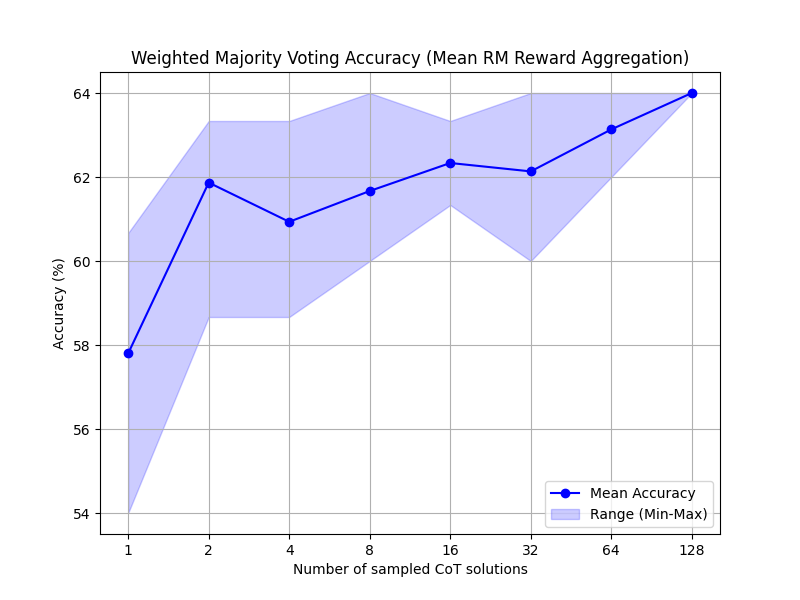 Weighted Majority Voting Accuracy (Mean RM Reward Aggregation)
64
62
60
58
56
54
Accuracy (%)
Mean Accuracy
Range (Min-Max)
1 2 4 8 16 32 64 128
Number of sampled CoT solutions